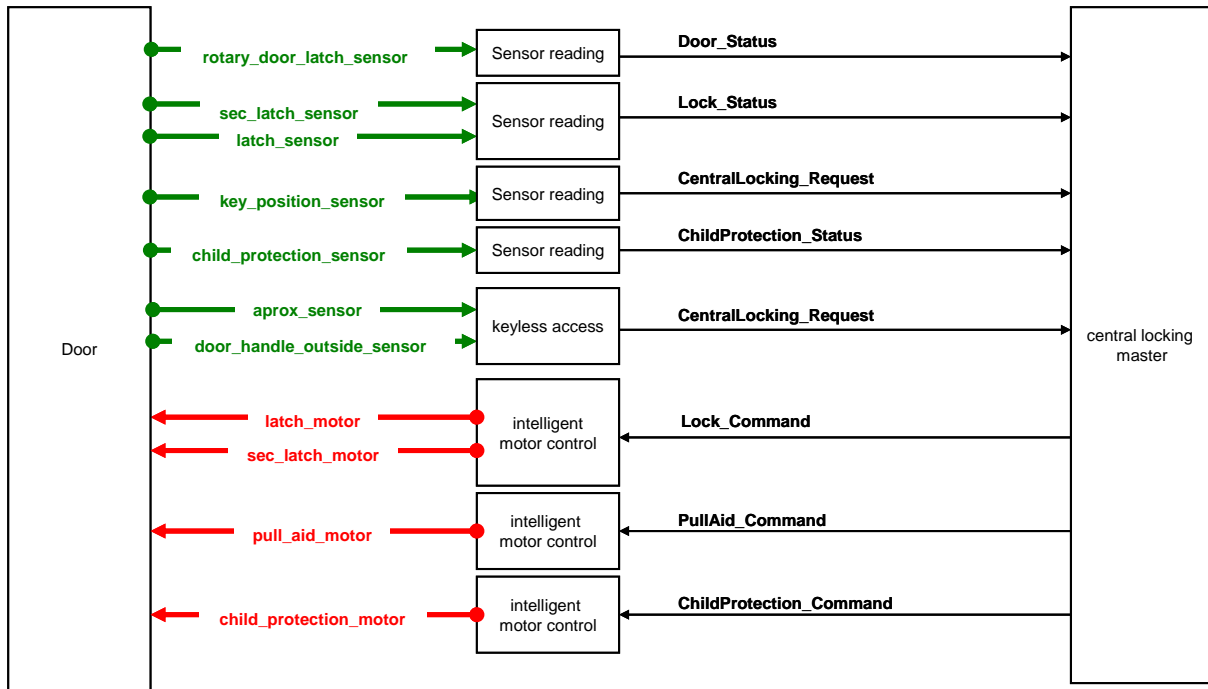 Door_Status
rotary_door_latch_sensor
Sensor reading
sec_latch_sensor
Lock_Status
Sensor reading
latch_sensor
CentralLocking_Request
key_position_sensor
Sensor reading
ChildProtection_Status
child_protection_sensor
Sensor reading
aprox_sensor
CentralLocking_Request
keyless access
door_handle_outside_sensor
Door
central locking
master
latch_motor
intelligent
motor control
Lock_Command
sec_latch_motor
PullAid_Command
pull_aid_motor
intelligent
motor control
ChildProtection_Command
child_protection_motor
intelligent
motor control